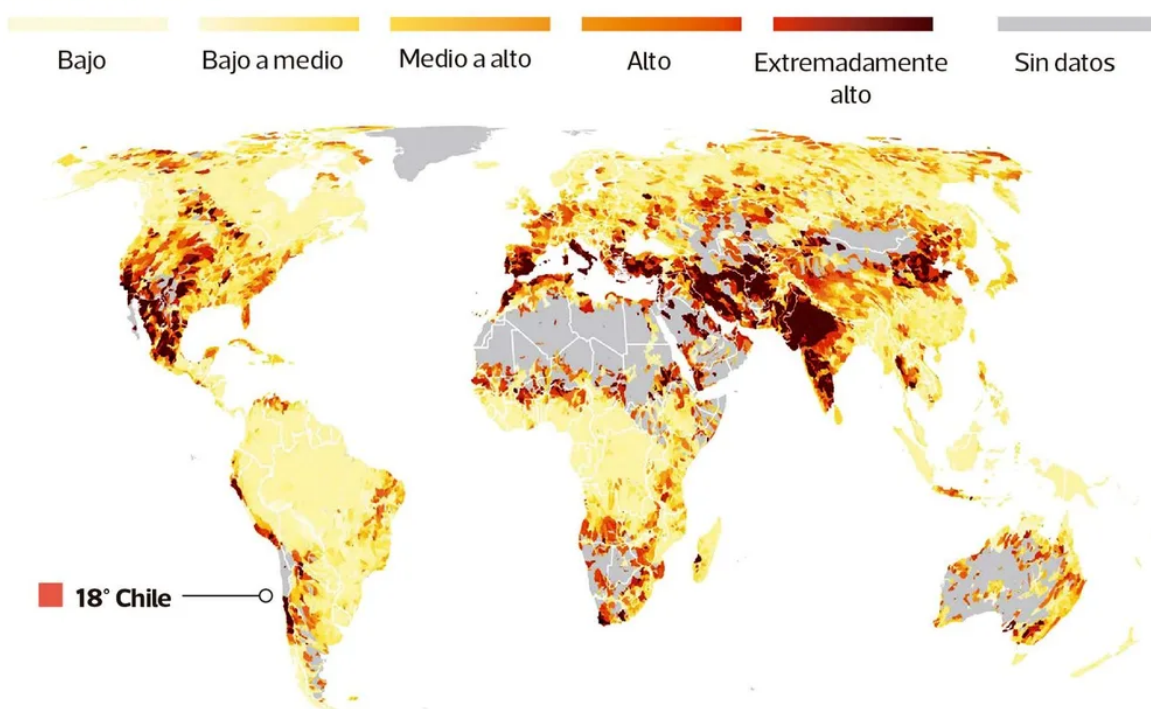 Bajo
Bajo a medio
Medio a alto
Alto
Extremadamente
alto
Sin datos
18° Chile